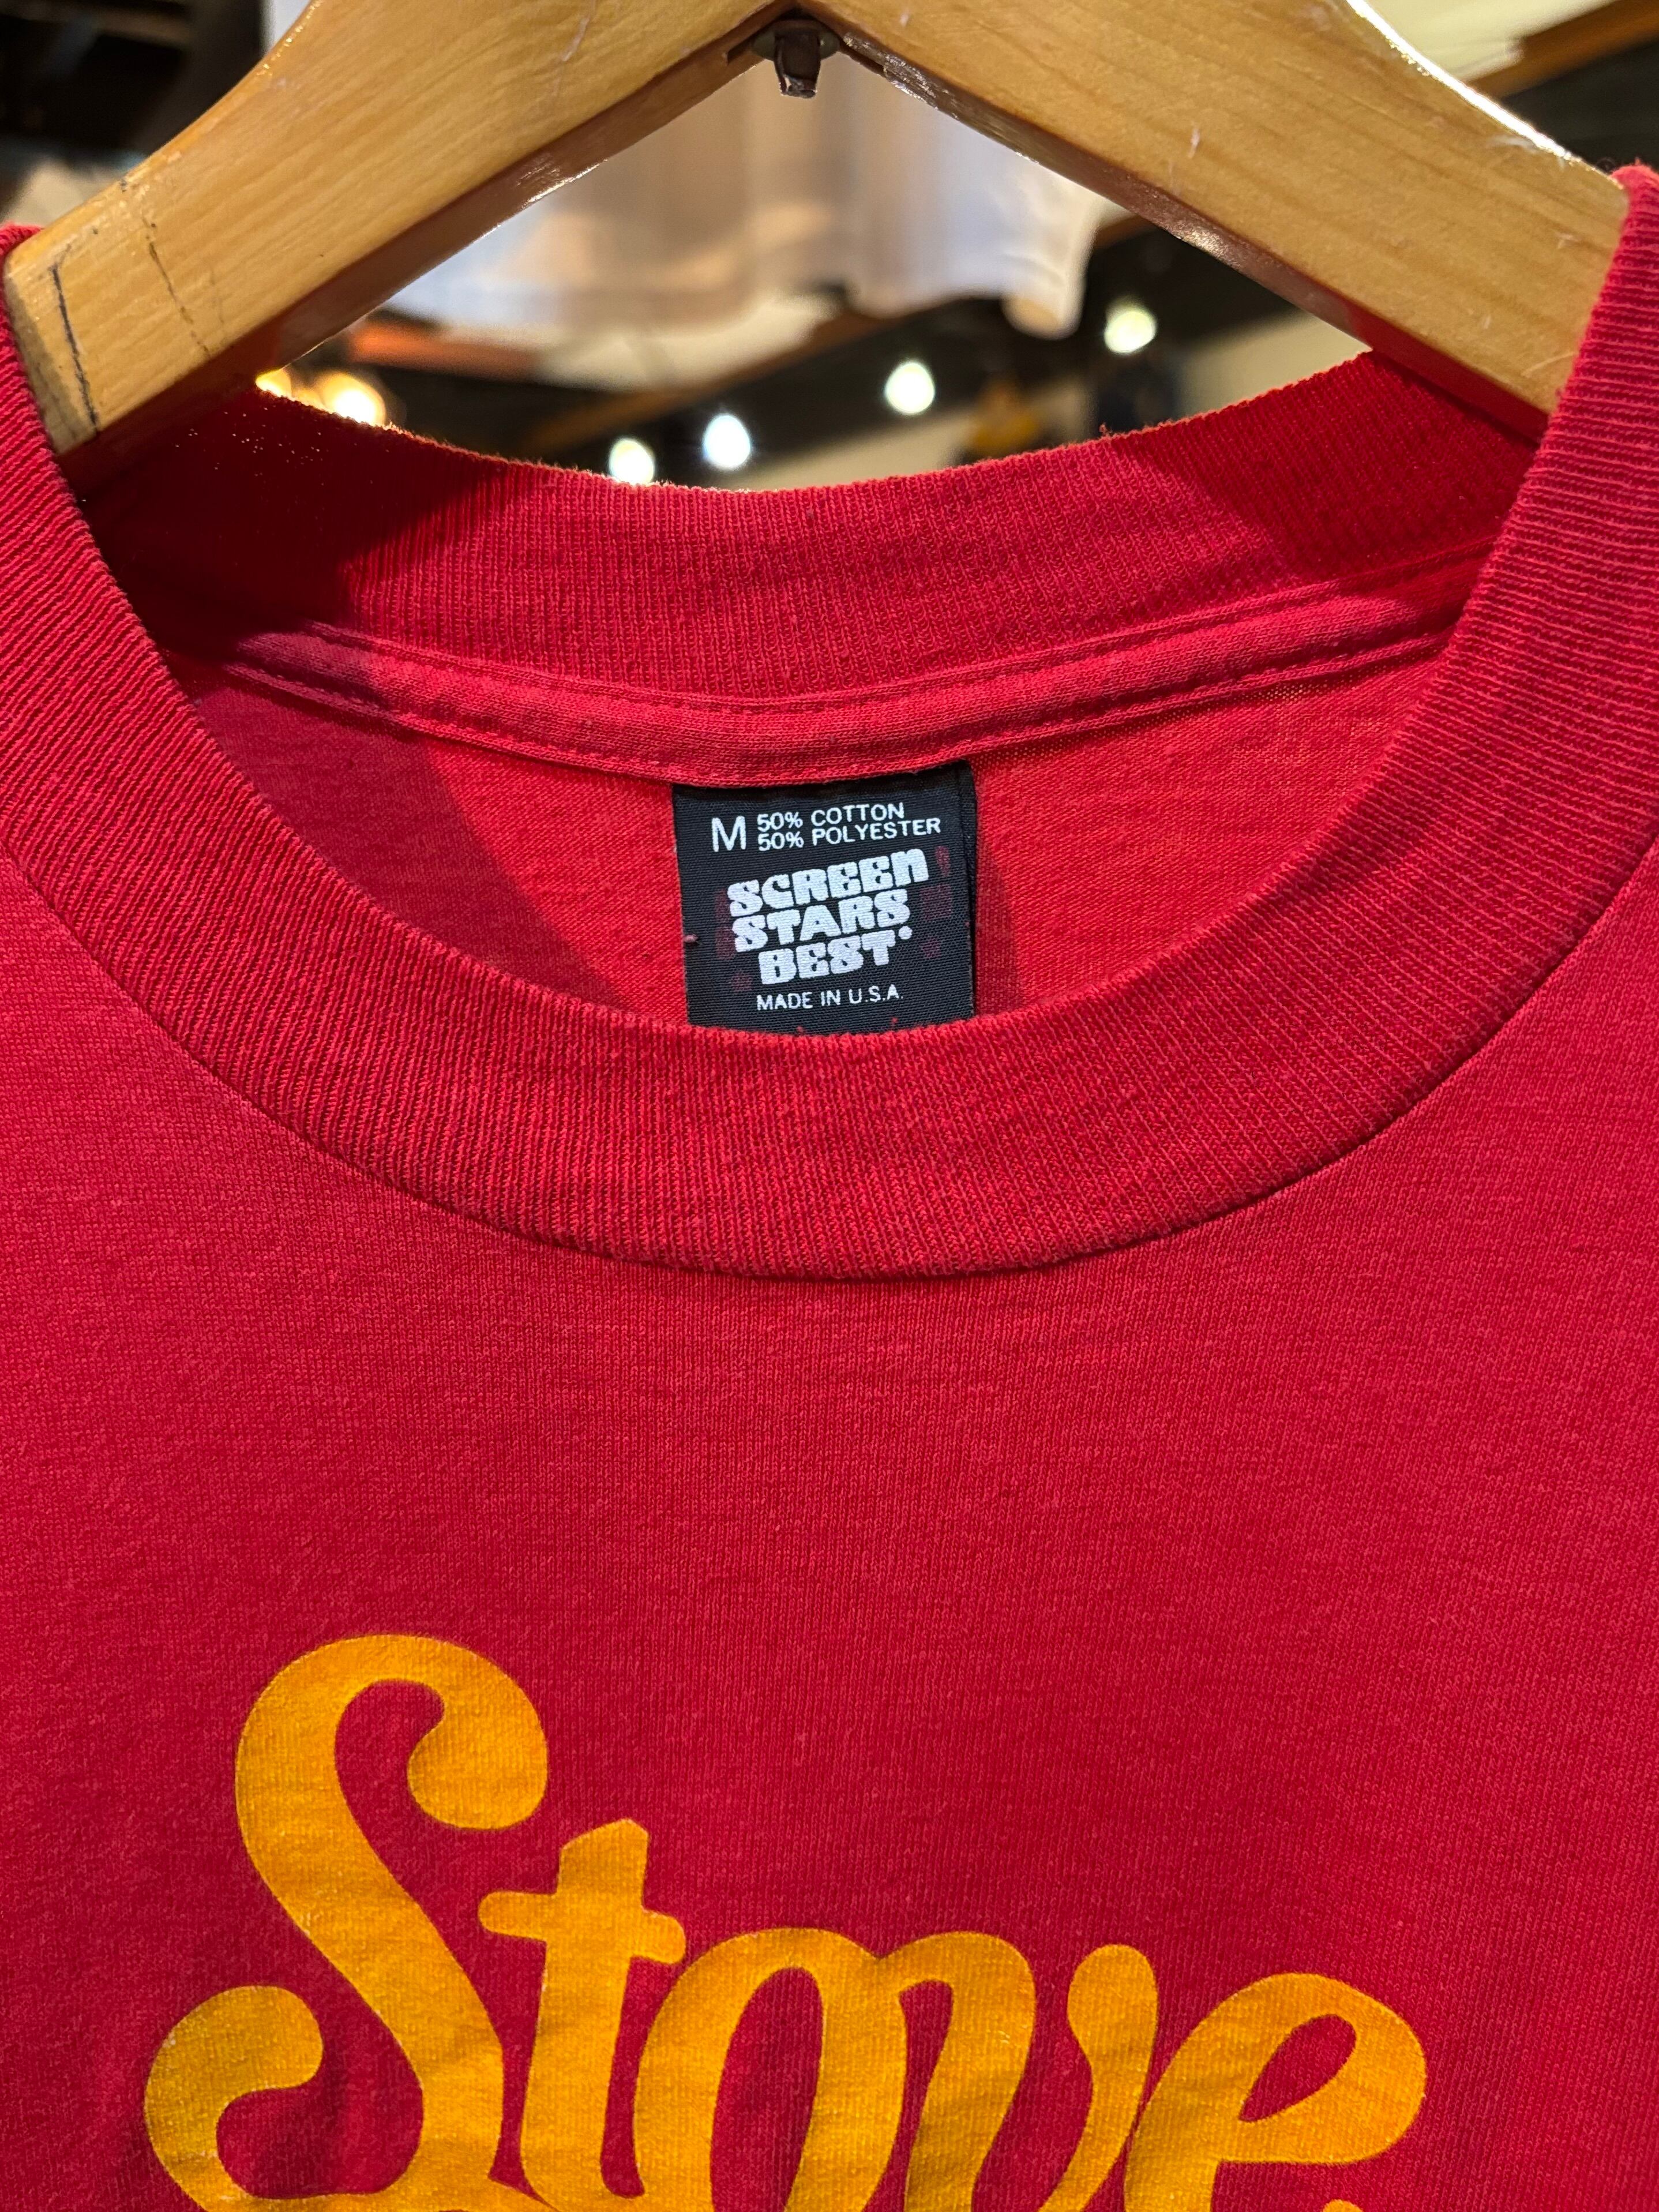 M 50% COTTON
50% POLYESTER
SCREEN
STARS
BEST
MADE IN U.S.A.
Stove